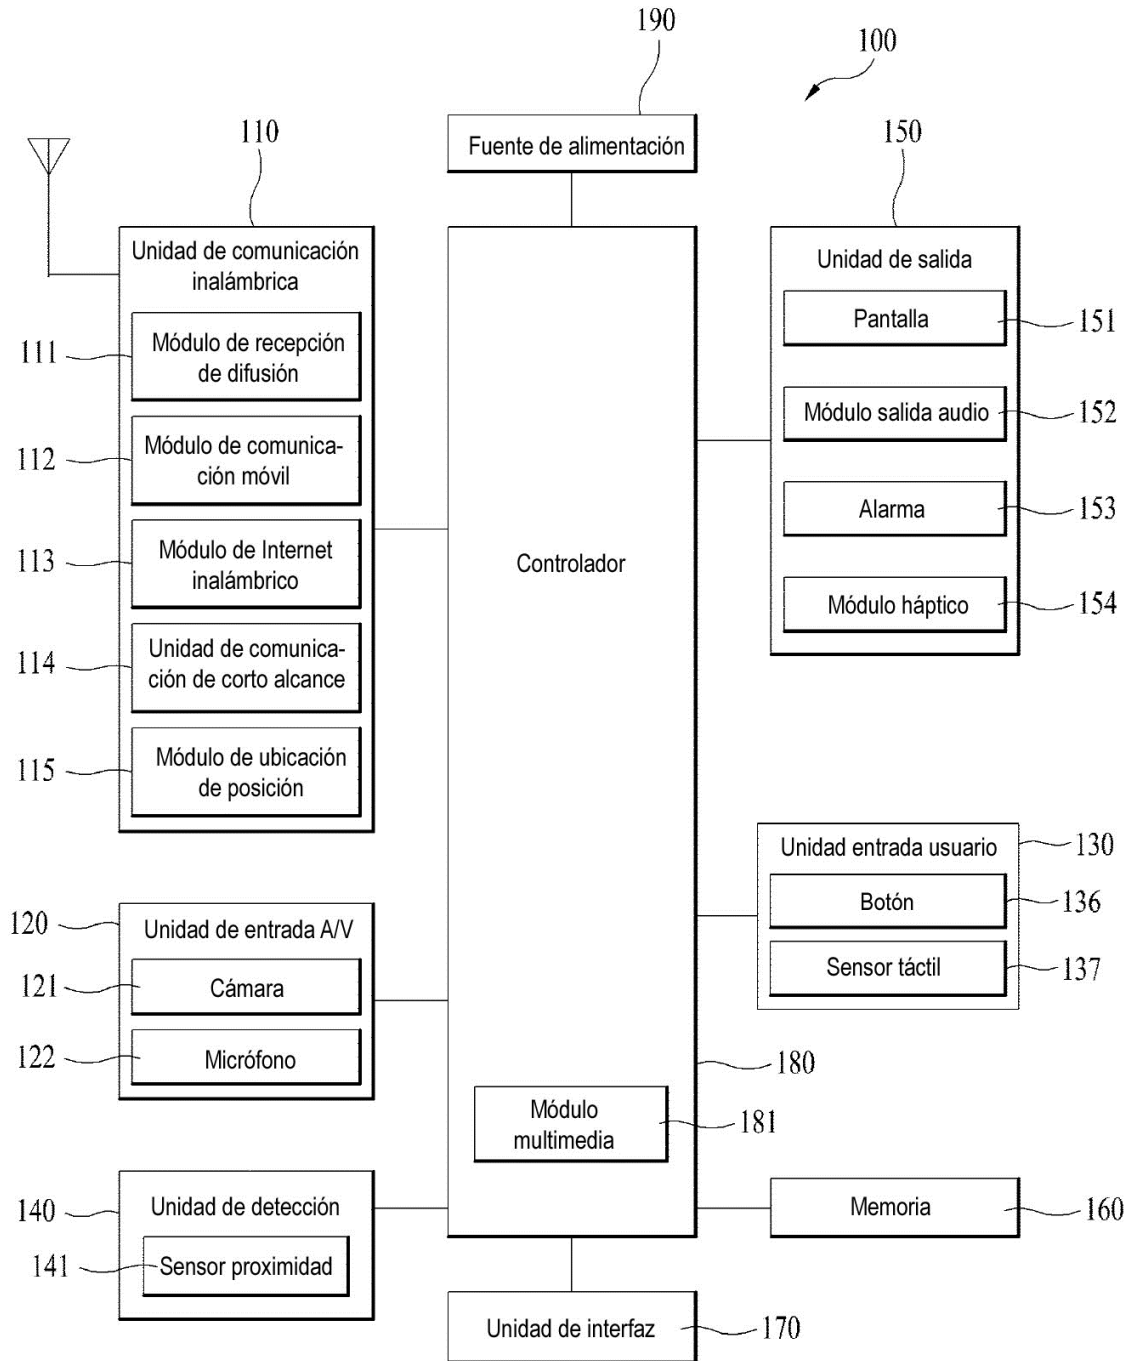 190
100
Fuente de alimentación
110
Unidad de comunicación
inalámbrica
111
Módulo de recepción
de difusión
112
Módulo de comunica-
ción móvil
113
Módulo de Internet
inalámbrico
114
Unidad de comunica-
ción de corto alcance
115
Módulo de ubicación
de posición
120
Unidad de entrada A/V
121
Cámara
122
Micrófono
140
Unidad de detección
141
Sensor proximidad
Controlador
180
Módulo
multimedia
181
150
Unidad de salida
Pantalla
151
Módulo salida audio
152
Alarma
153
Módulo háptico
154
Unidad entrada usuario
130
Botón
136
Sensor táctil
137
Memoria
160
Unidad de interfaz
170